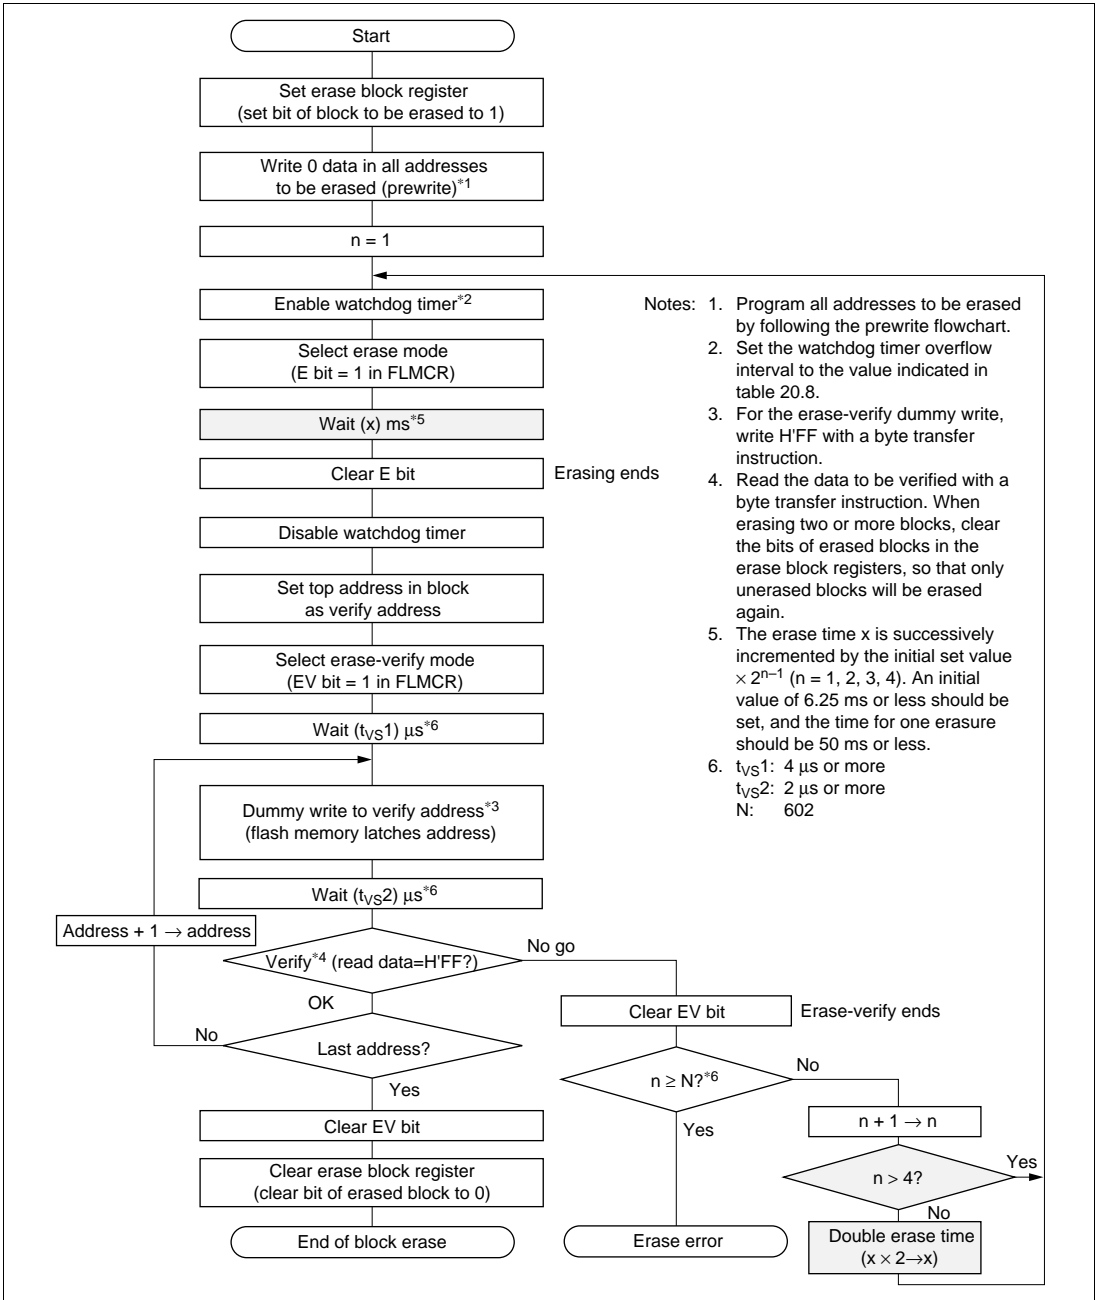 Start
Set erase block register
(set bit of block to be erased to 1)
Write 0 data in all addresses
to be erased (prewrite)*1
n = 1
Enable watchdog timer*2
Select erase mode
(E bit = 1 in FLMCR)
Wait (x) ms*5
Clear E bit
Erasing ends
Disable watchdog timer
Set top address in block
as verify address
Select erase-verify mode
(EV bit = 1 in FLMCR)
Wait (tVS1) μs*6
Dummy write to verify address*3
(flash memory latches address)
Wait (tVS2) μs*6
Address + 1 → address
Verify*4 (read data=H'FF?)
No go
OK
Last address?
No
Yes
Clear EV bit
Clear erase block register
(clear bit of erased block to 0)
End of block erase
Clear EV bit
Erase-verify ends
n ≥ N?*6
No
Yes
Erase error
n + 1 → n
n > 4?
Yes
No
Double erase time
(x × 2→x)
Notes: 1. Program all addresses to be erased
by following the prewrite flowchart.
2. Set the watchdog timer overflow
interval to the value indicated in
table 20.8.
3. For the erase-verify dummy write,
write H'FF with a byte transfer
instruction.
4. Read the data to be verified with a
byte transfer instruction. When
erasing two or more blocks, clear
the bits of erased blocks in the
erase block registers, so that only
unerased blocks will be erased
again.
5. The erase time x is successively
incremented by the initial set value
× 2n–1 (n = 1, 2, 3, 4). An initial
value of 6.25 ms or less should be
set, and the time for one erasure
should be 50 ms or less.
6. tVS1: 4 μs or more
tVS2: 2 μs or more
N: 602